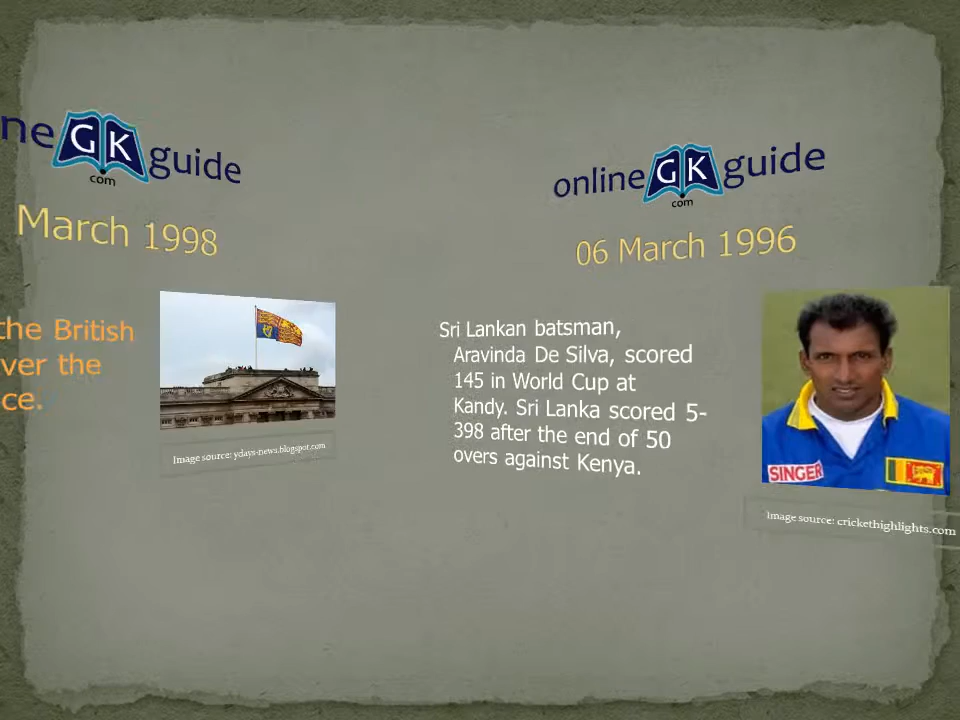 ne GK guide
com
March 1998
the British
ver the
ce.
Image source: ydays-news.blogspot.com
online GK guide
com
06 March 1996
Sri Lankan batsman,
Aravinda De Silva, scored
145 in World Cup at
Kandy. Sri Lanka scored 5-
398 after the end of 50
overs against Kenya.
SINGER
Image source: crickethighlights.com